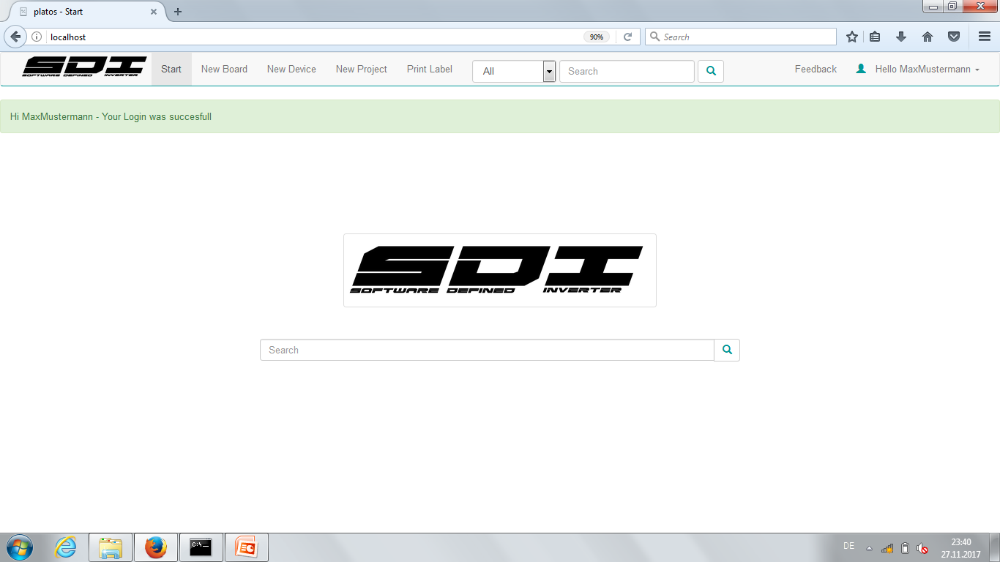 platos - Start
localhost
90%
Search
SDI
SOFTWARE DEFINED INVERTER
Start
New Board
New Device
New Project
Print Label
All
Search
Feedback
Hello MaxMustermann
Hi MaxMustermann - Your Login was succesfull
SDI
SOFTWARE DEFINED INVERTER
Search
C:\_
DE
23:40
27.11.2017